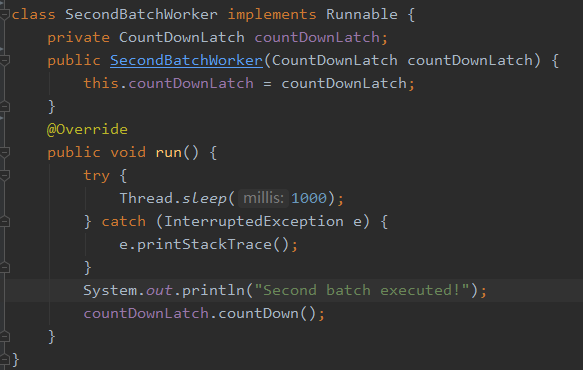 class SecondBatchWorker implements Runnable {
    private CountDownLatch countDownLatch;
    public SecondBatchWorker(CountDownLatch countDownLatch) {
        this.countDownLatch = countDownLatch;
    }
    @Override
    public void run() {
        try {
            Thread.sleep( millis: 1000);
        } catch (InterruptedException e) {
            e.printStackTrace();
        }
        System.out.println("Second batch executed!");
        countDownLatch.countDown();
    }
}